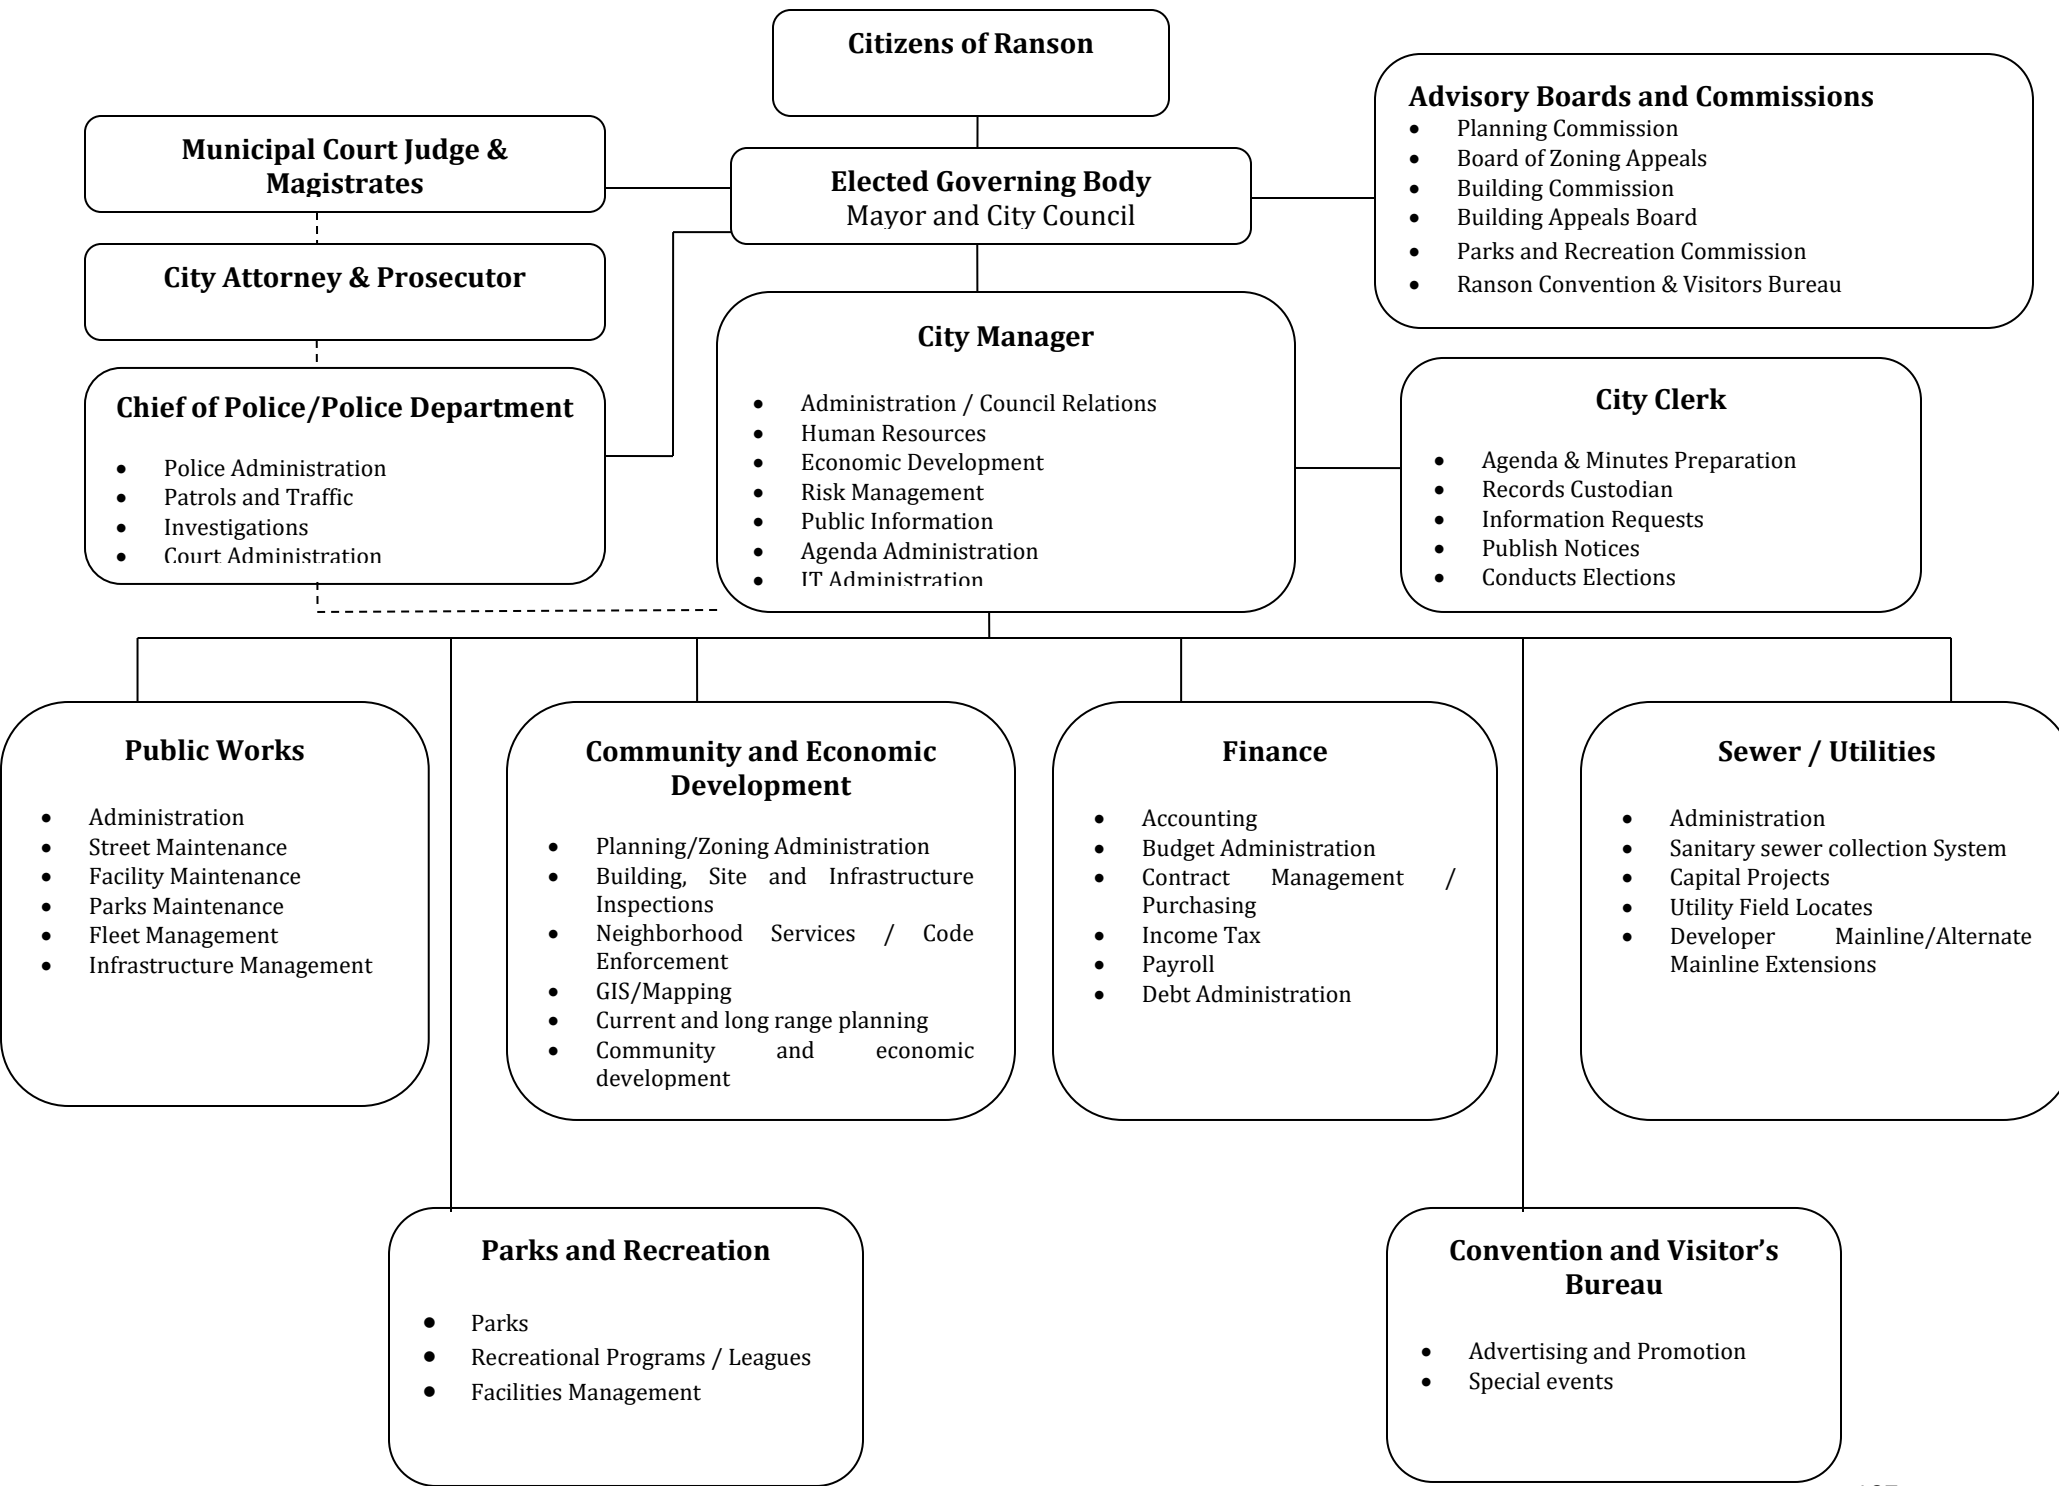 Citizens of Ranson
Municipal Court Judge &
Magistrates
Elected Governing Body
Mayor and City Council
Advisory Boards and Commissions
• Planning Commission
• Board of Zoning Appeals
• Building Commission
• Building Appeals Board
• Parks and Recreation Commission
• Ranson Convention & Visitors Bureau
City Attorney & Prosecutor
Chief of Police/Police Department
• Police Administration
• Patrols and Traffic
• Investigations
• Court Administration
City Manager
• Administration / Council Relations
• Human Resources
• Economic Development
• Risk Management
• Public Information
• Agenda Administration
• IT Administration
City Clerk
• Agenda & Minutes Preparation
• Records Custodian
• Information Requests
• Publish Notices
• Conducts Elections
Public Works
• Administration
• Street Maintenance
• Facility Maintenance
• Parks Maintenance
• Fleet Management
• Infrastructure Management
Community and Economic
Development
• Planning/Zoning Administration
• Building, Site and Infrastructure
Inspections
• Neighborhood Services / Code
Enforcement
• GIS/Mapping
• Current and long range planning
• Community and economic
development
Finance
• Accounting
• Budget Administration
• Contract Management /
Purchasing
• Income Tax
• Payroll
• Debt Administration
Sewer / Utilities
• Administration
• Sanitary sewer collection System
• Capital Projects
• Utility Field Locates
• Developer Mainline/Alternate
Mainline Extensions
Parks and Recreation
• Parks
• Recreational Programs / Leagues
• Facilities Management
Convention and Visitor’s
Bureau
• Advertising and Promotion
• Special events